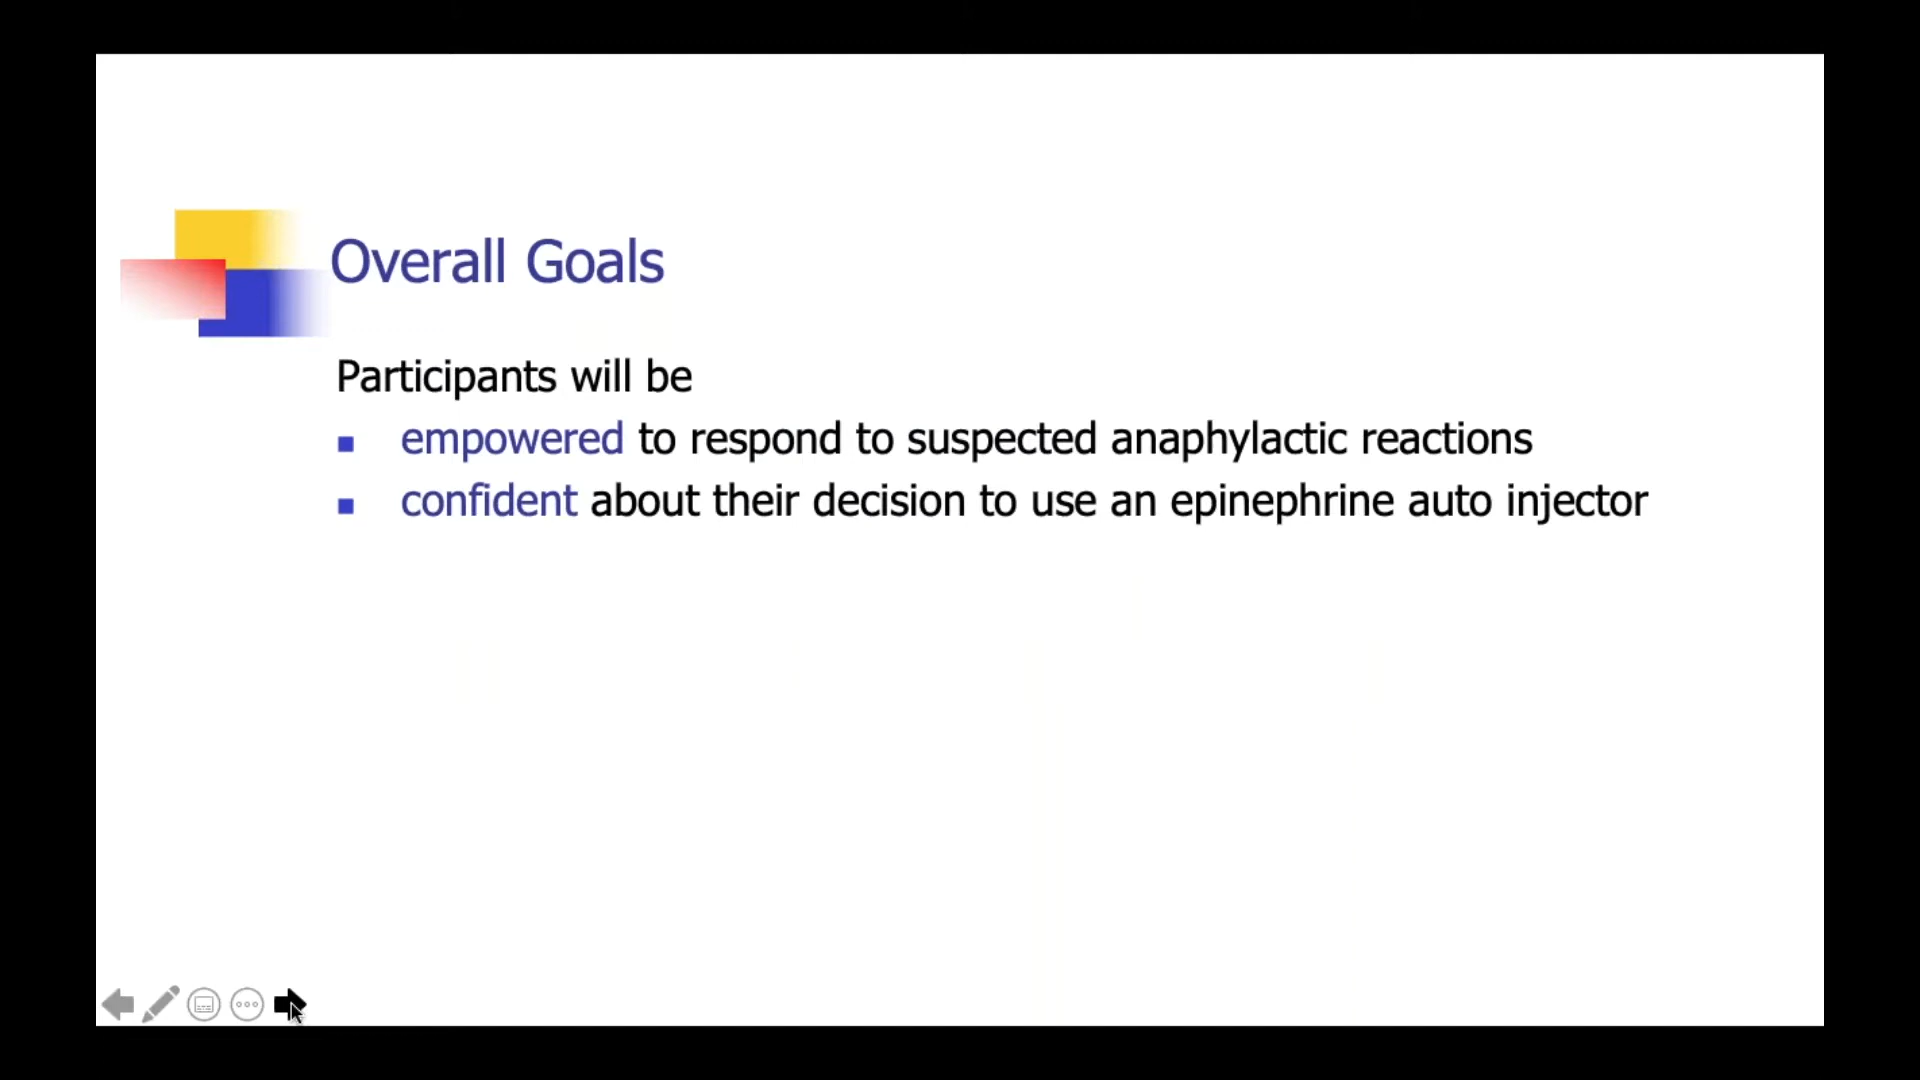 Overall Goals
Participants will be
empowered to respond to suspected anaphylactic reactions
confident about their decision to use an epinephrine auto injector